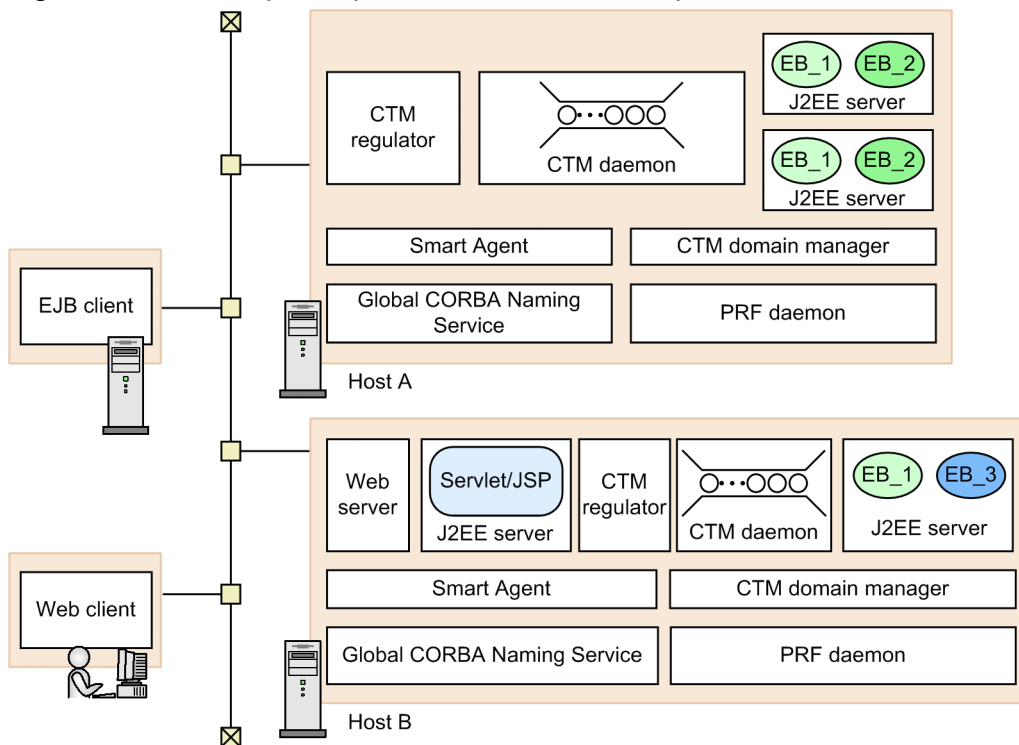 EB_1 EB_2
J2EE server
CTM
regulator
CTM daemon
EB_1 EB_2
J2EE server
Smart Agent
CTM domain manager
EJB client
Global CORBA Naming
Service
PRF daemon
Host A
Web
server
Servlet/JSP
J2EE server
CTM
regulator
CTM daemon
EB_1 EB_3
J2EE server
Smart Agent
CTM domain manager
Web client
Global CORBA Naming Service
PRF daemon
Host B